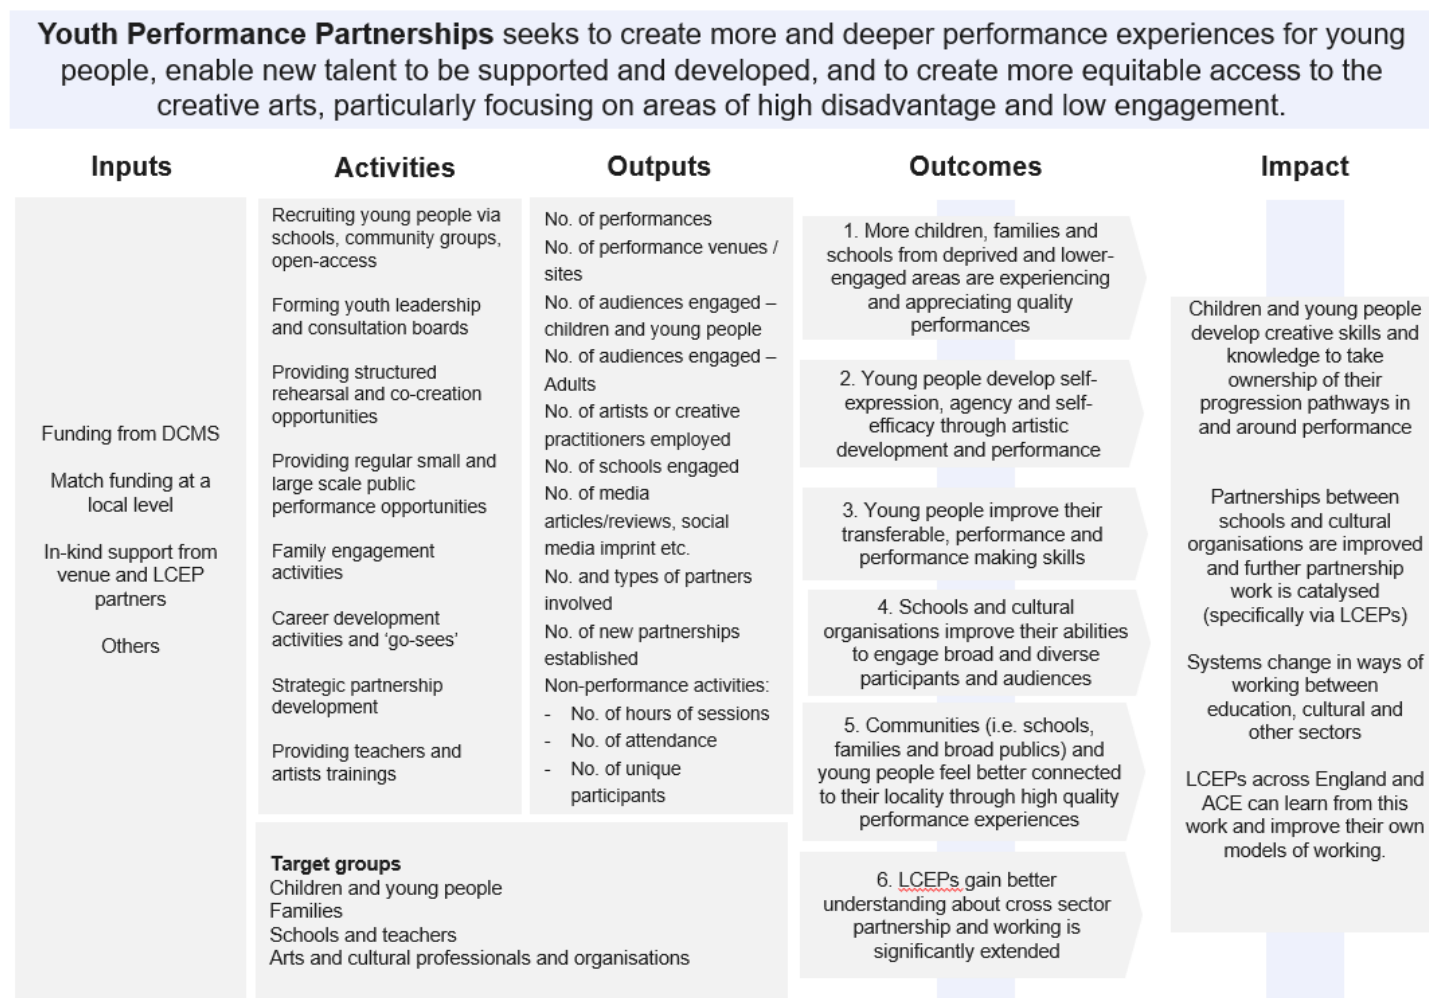 Youth Performance Partnerships seeks to create more and deeper performance experiences for young
people, enable new talent to be supported and developed, and to create more equitable access to the
creative arts, particularly focusing on areas of high disadvantage and low engagement.
Inputs
Funding from DCMS
Match funding at a
local level
In-kind support from
venue and LCEP
partners
Others
Activities
Recruiting young people via
schools, community groups,
open-access
Forming youth leadership
and consultation boards
Providing structured
rehearsal and co-creation
opportunities
Providing regular small and
large scale public
performance opportunities
Family engagement
activities
Career development
activities and ‘go-sees’
Strategic partnership
development
Providing teachers and
artists trainings
Outputs
No. of performances
No. of performance venues /
sites
No. of audiences engaged –
children and young people
No. of audiences engaged –
Adults
No. of artists or creative
practitioners employed
No. of schools engaged
No. of media
articles/reviews, social
media imprint etc.
No. and types of partners
involved
No. of new partnerships
established
Non-performance activities:
- No. of hours of sessions
- No. of attendance
- No. of unique
participants
Target groups
Children and young people
Families
Schools and teachers
Arts and cultural professionals and organisations
Outcomes
1. More children, families and
schools from deprived and lower-
engaged areas are experiencing
and appreciating quality
performances
2. Young people develop self-
expression, agency and self-
efficacy through artistic
development and performance
3. Young people improve their
transferable, performance and
performance making skills
4. Schools and cultural
organisations improve their abilities
to engage broad and diverse
participants and audiences
5. Communities (i.e. schools,
families and broad publics) and
young people feel better connected
to their locality through high quality
performance experiences
6. LCEPs gain better
understanding about cross sector
partnership and working is
significantly extended
Impact
Children and young people
develop creative skills and
knowledge to take
ownership of their
progression pathways in
and around performance
Partnerships between
schools and cultural
organisations are improved
and further partnership
work is catalysed
(specifically via LCEPs)
Systems change in ways of
working between
education, cultural and
other sectors
LCEPs across England and
ACE can learn from this
work and improve their own
models of working.